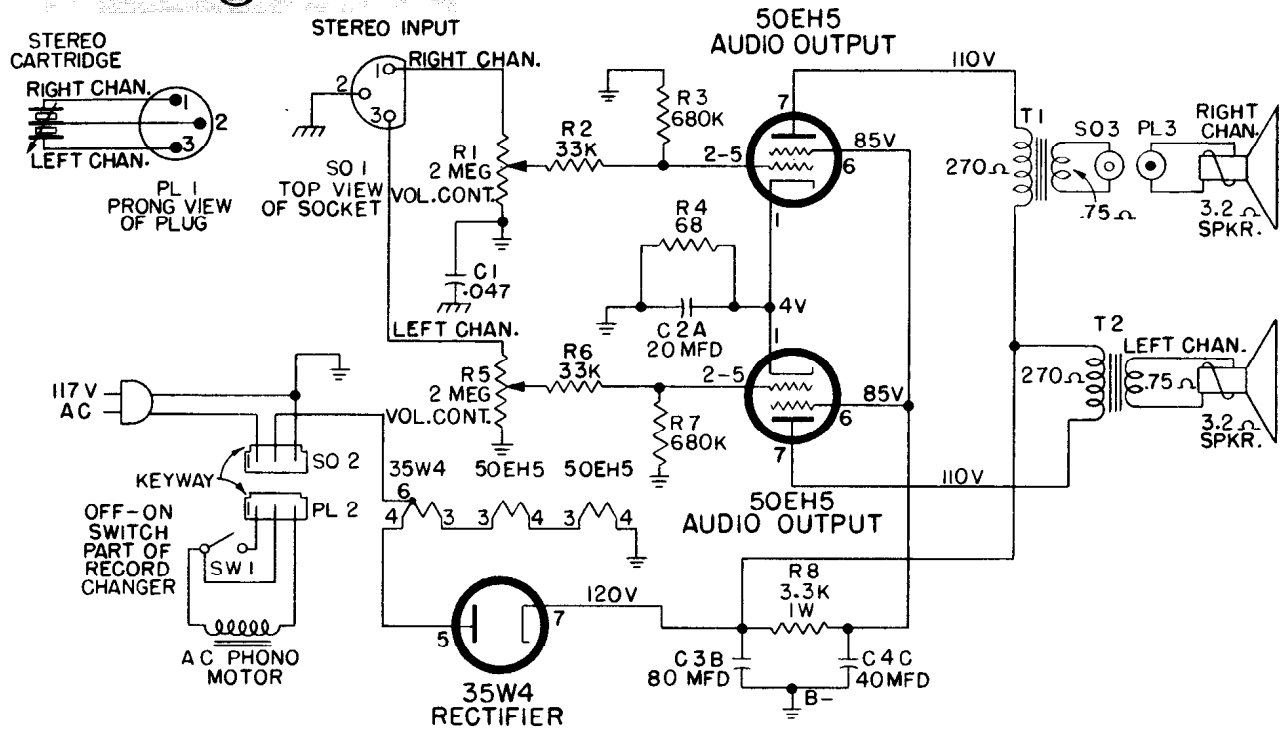 STEREO
CARTRIDGE
RIGHT CHAN.
1
2
3
LEFT CHAN.
PL 1
PRONG VIEW
OF PLUG
STEREO INPUT
1
2
3
RIGHT CHAN.
SO 1
TOP VIEW
OF SOCKET
R1
2 MEG
VOL.CONT.
R2
33K
R3
680K
C1
.047
50EH5
AUDIO OUTPUT
7
2-5
6
1
110V
85V
R4
68
C2A
20MFD
4V
T1
270Ω
.75Ω
SO3
PL3
RIGHT
CHAN.
3.2Ω
SPKR.
LEFT CHAN.
R5
2 MEG
VOL.CONT.
R6
33K
R7
680K
1
2-5
6
7
85V
110V
50EH5
AUDIO OUTPUT
T2
270Ω
LEFT CHAN.
.75Ω
3.2Ω
SPKR.
117V
AC
SO 2
KEYWAY
PL 2
OFF-ON
SWITCH
PART OF
RECORD
CHANGER
SW1
AC PHONO
MOTOR
35W4
50EH5
50EH5
6
4
3
3
4
3
4
5
7
120V
35W4
RECTIFIER
R8
3.3K
1W
C3B
80MFD
C4C
40MFD
B-